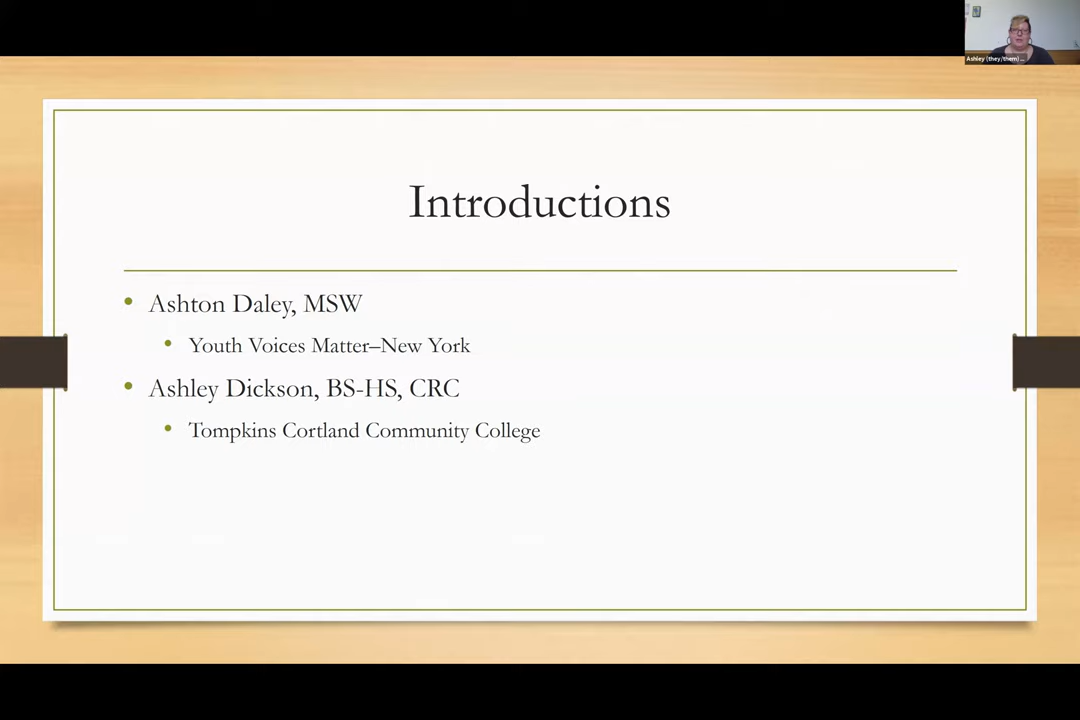 Ashley (they/them) ...
Introductions
• Ashton Daley, MSW
• Youth Voices Matter–New York
• Ashley Dickson, BS-HS, CRC
• Tompkins Cortland Community College